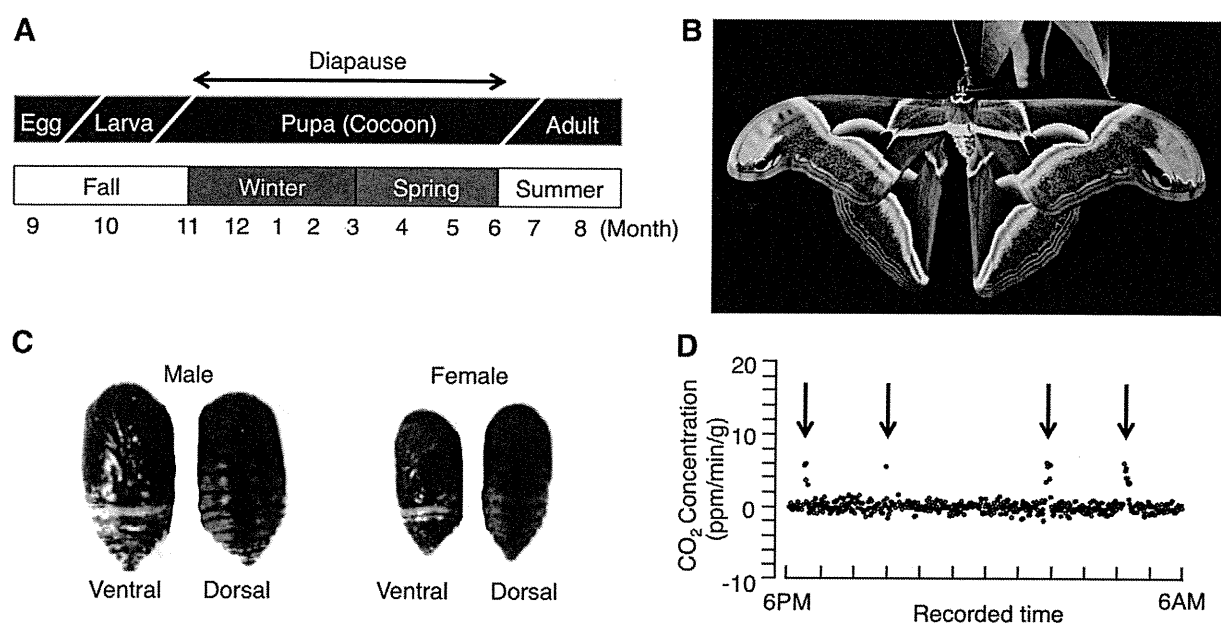 A
Diapause
Egg Larva Pupa (Cocoon) Adult
Fall Winter Spring Summer
9 10 11 12 1 2 3 4 5 6 7 8 (Month)
B
C
Male Female
Ventral Dorsal Ventral Dorsal
D
CO₂ Concentration
(ppm/min/g)
20
10
0
-10
6PM 6AM
Recorded time